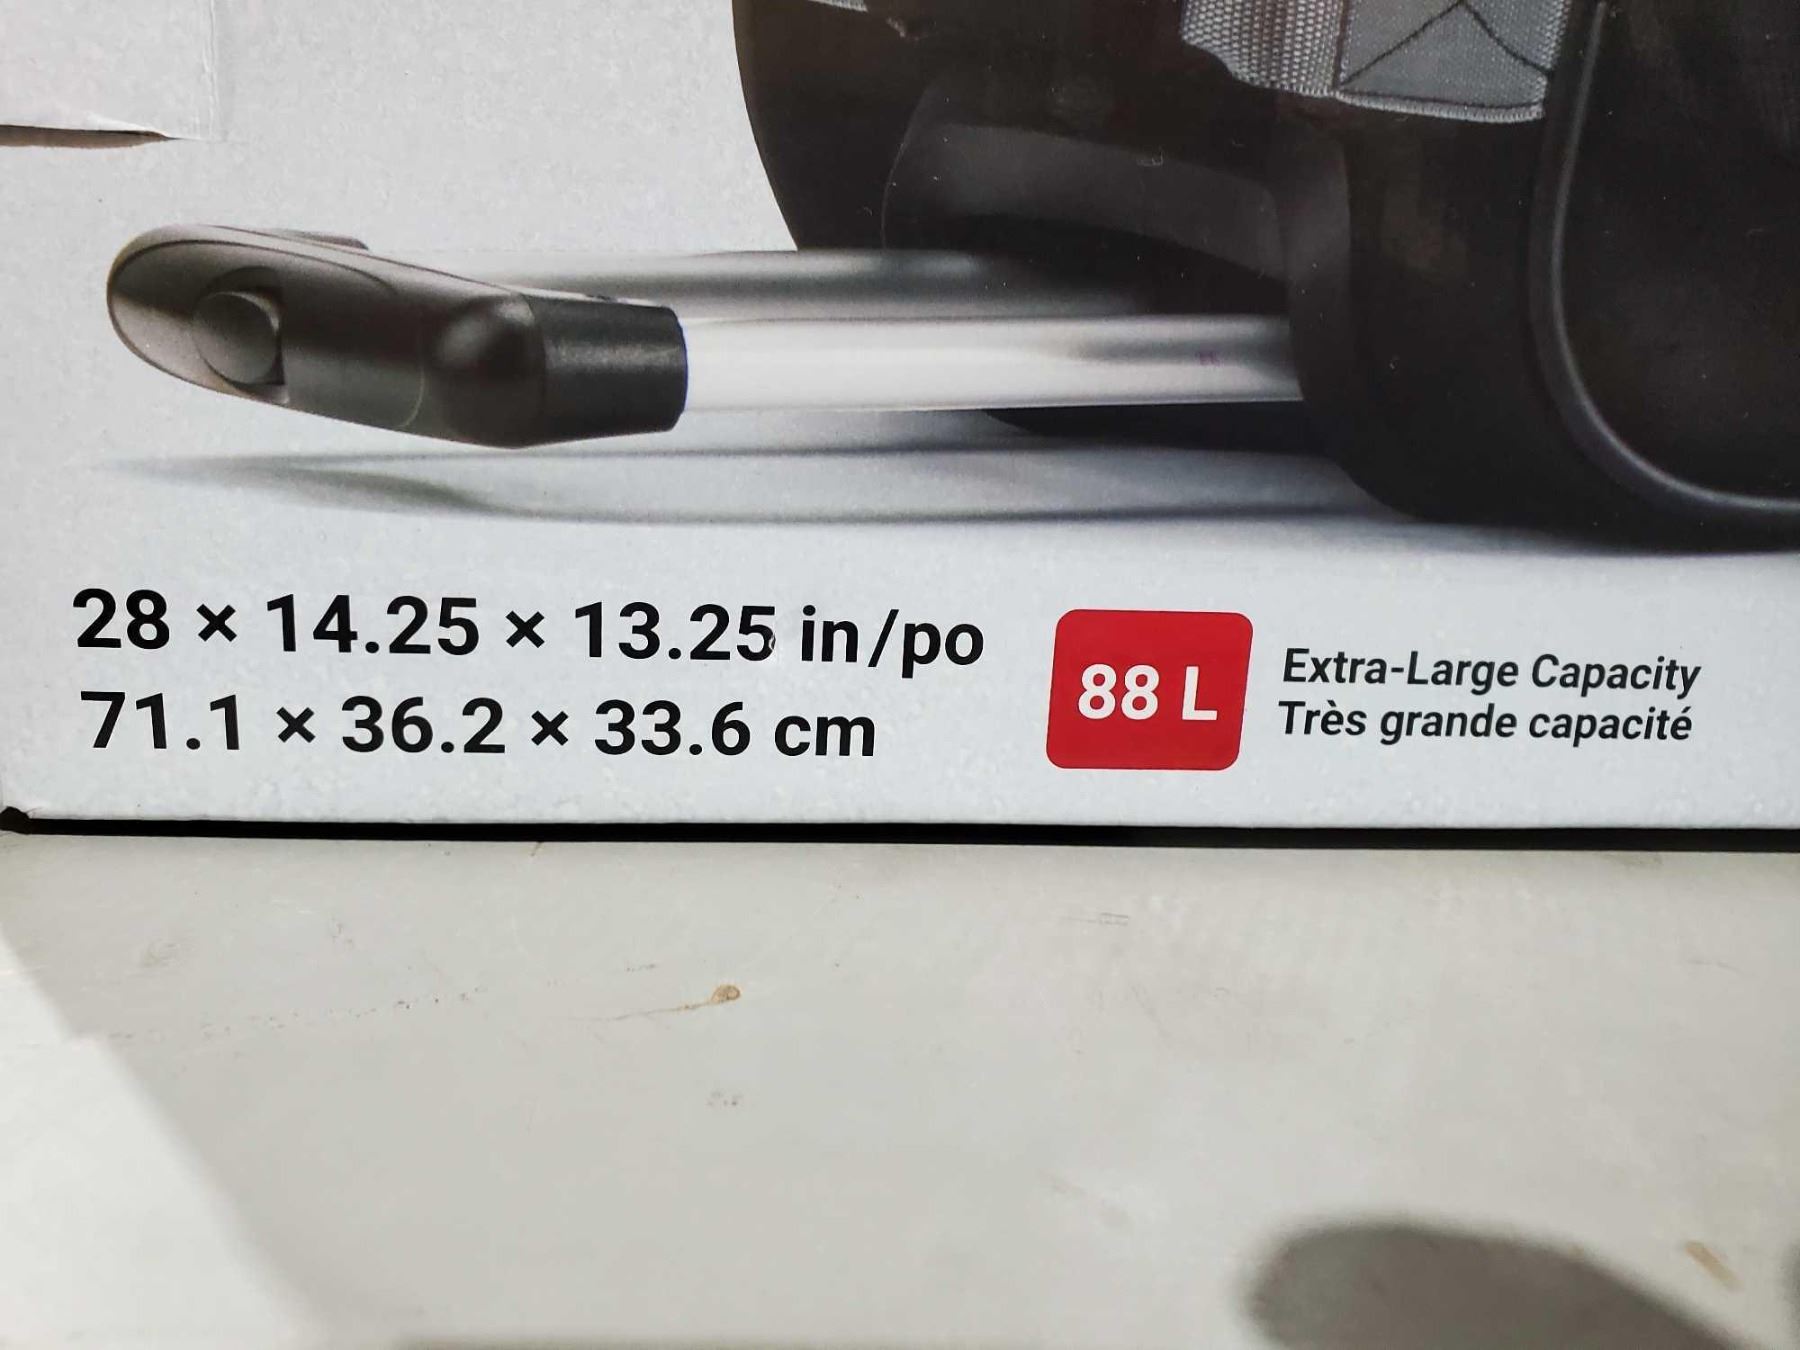 28 × 14.25 × 13.25 in/po
71.1 × 36.2 × 33.6 cm
88 L
Extra-Large Capacity
Très grande capacité